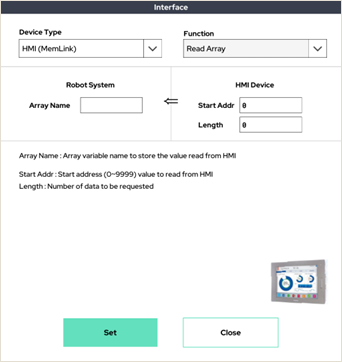 Interface
Device Type
Function
HMI (MemLink)
Read Array
Robot System
HMI Device
Array Name
Start Addr 0
Length 0
Array Name : Array variable name to store the value read from HMI
Start Addr : Start address (0~9999) value to read from HMI
Length : Number of data to be requested
Set
Close